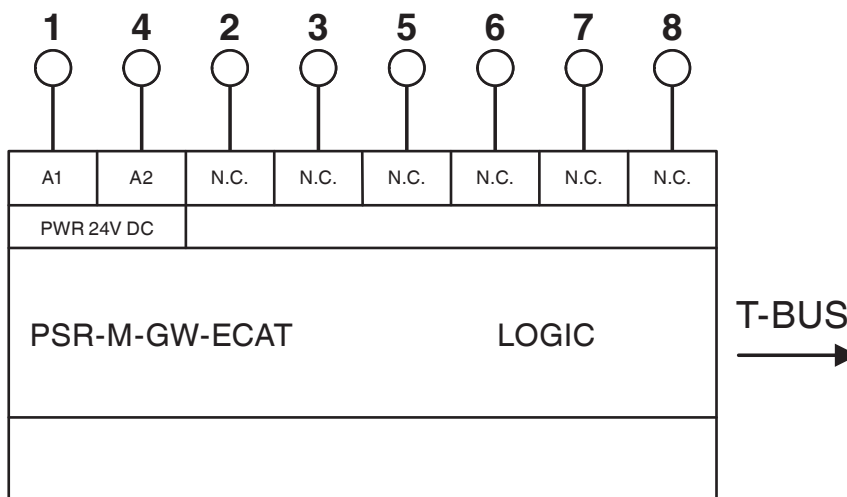 1 4 2 3 5 6 7 8
A1 A2 N.C. N.C. N.C. N.C. N.C. N.C.
PWR 24V DC
PSR-M-GW-ECAT LOGIC
T-BUS